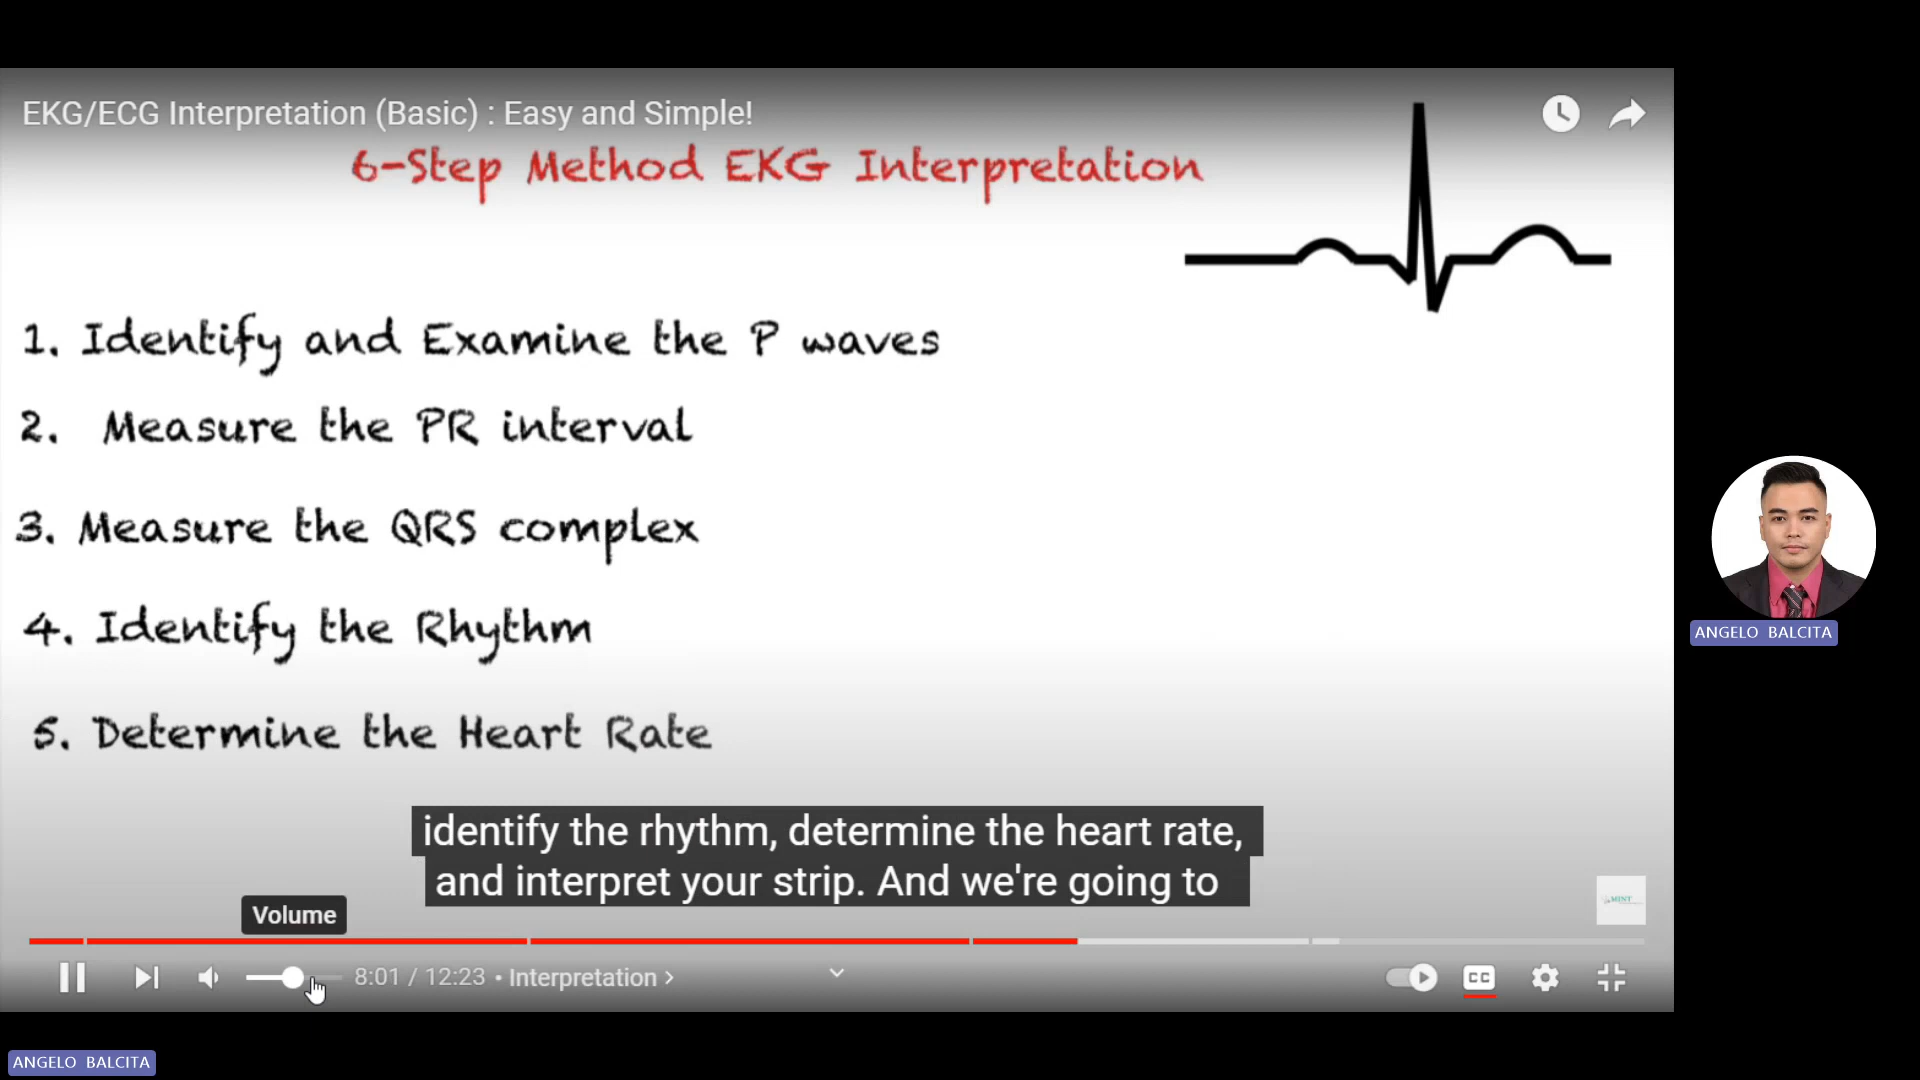 EKG/ECG Interpretation (Basic) : Easy and Simple!
6-Step Method EKG Interpretation
1. Identify and Examine the P waves
2. Measure the PR interval
3. Measure the QRS complex
4. Identify the Rhythm
5. Determine the Heart Rate
identify the rhythm, determine the heart rate,
and interpret your strip. And we're going to
Volume
MINT
8:01 / 12:23 • Interpretation >
CC
ANGELO BALCITA
ANGELO BALCITA